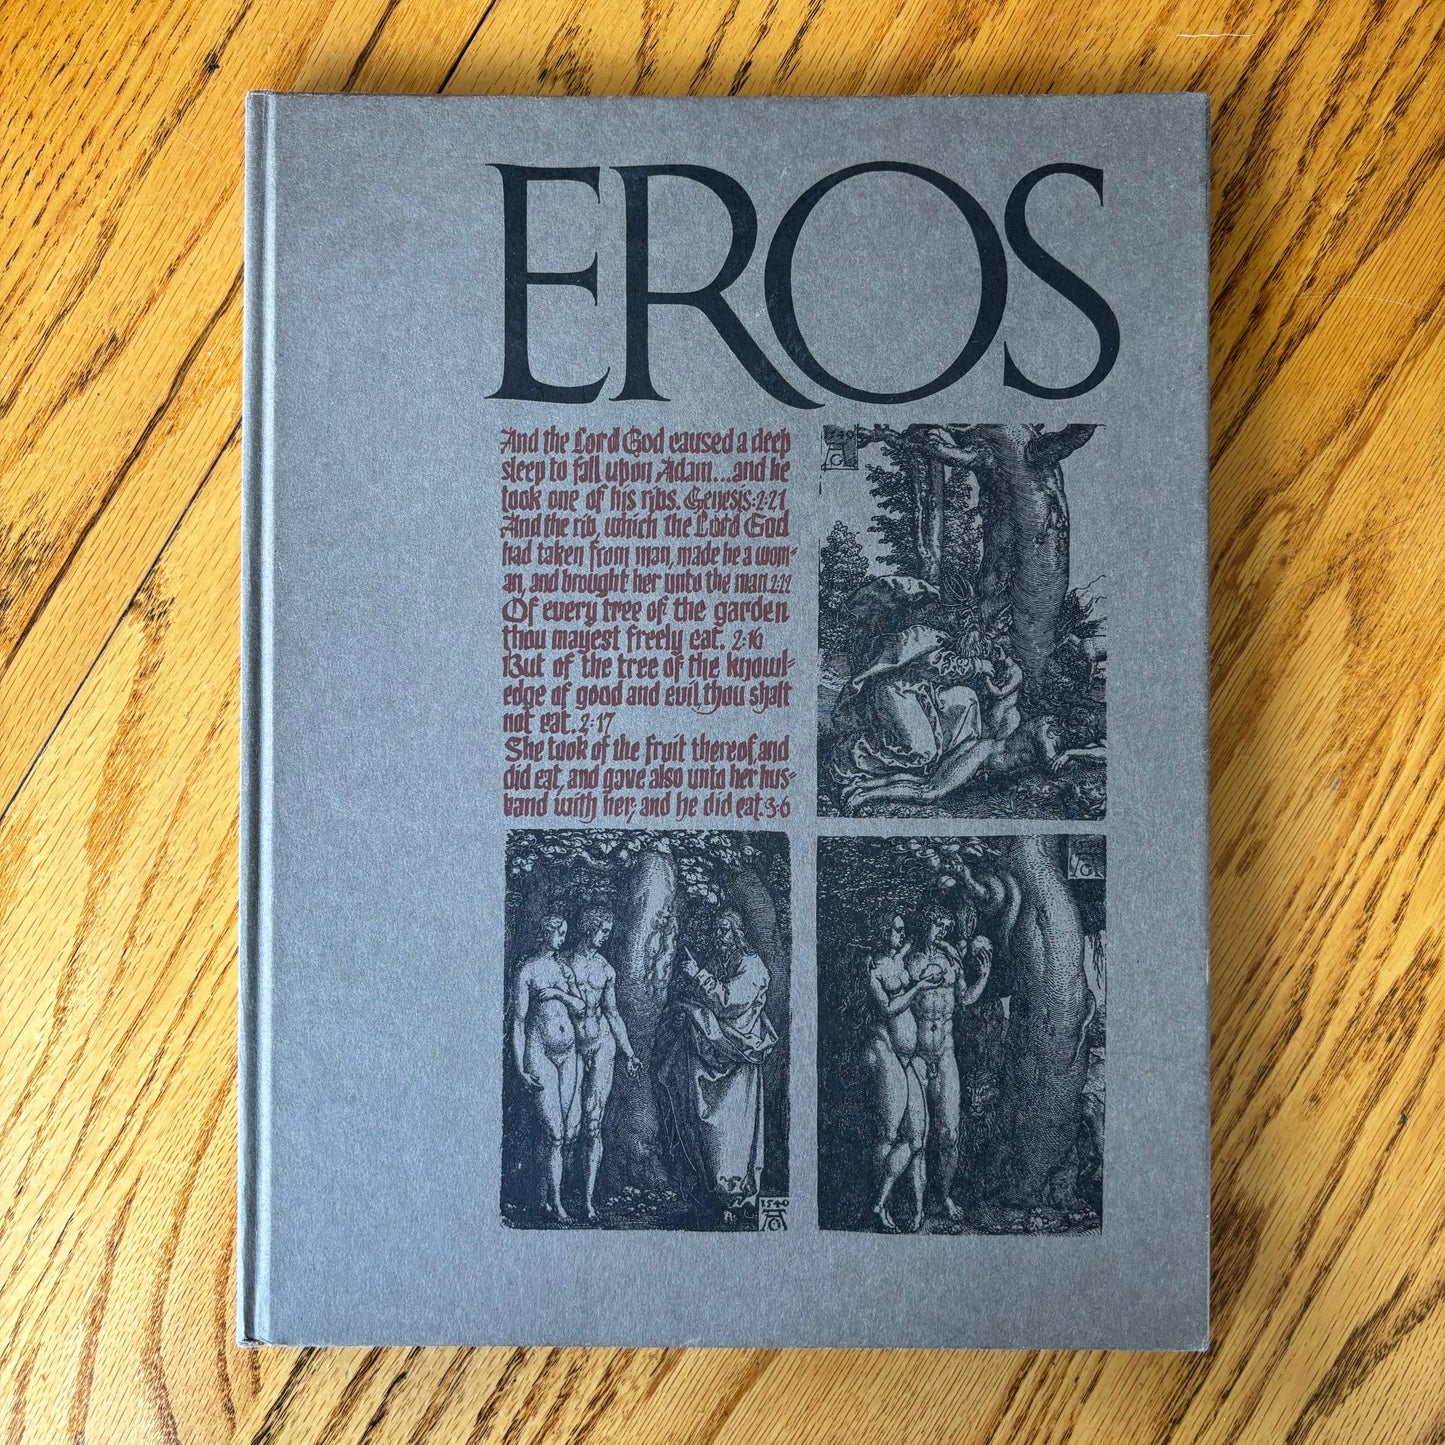 EROS
And the Lord God caused a deep
sleep to fall upon Adam...and he
took one of his ribs. Genesis·2·21
And the rib, which the Lord God
had taken from man, made he a wom-
an, and brought her unto the man.2:22
Of every tree of the garden
thou mayest freely eat. 2·16
But of the tree of the knowl-
edge of good and evil, thou shalt
not eat. 2·17
She took of the fruit thereof, and
did eat, and gave also unto her hus-
band with her; and he did eat. 3·6
1540
AG
1540
AG
AG